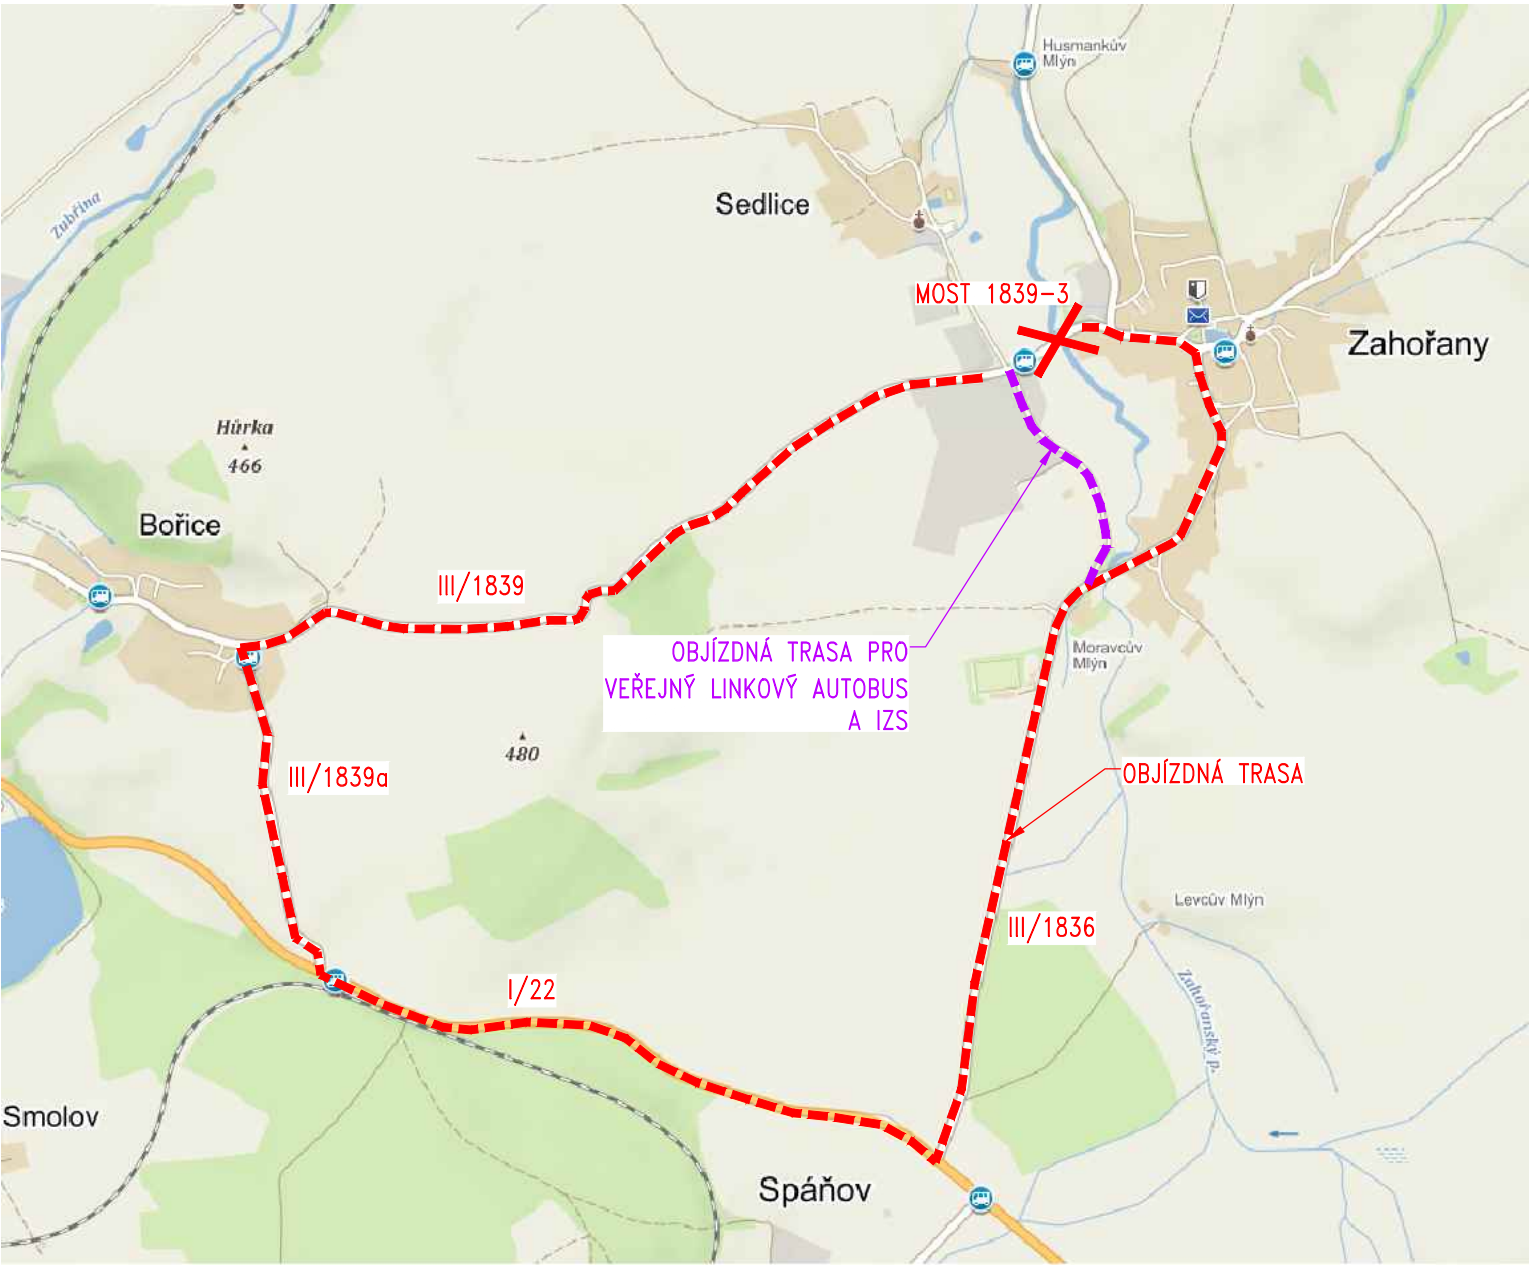 Husmankův
Mlýn
Zubřina
Sedlice
MOST 1839-3
Zahořany
Hůrka
466
Bořice
III/1839
OBJÍZDNÁ TRASA PRO
VEŘEJNÝ LINKOVÝ AUTOBUS
A IZS
Moravcův
Mlýn
480
III/1839a
OBJÍZDNÁ TRASA
Levcův Mlýn
III/1836
I/22
Zahořanský p.
Smolov
Spáňov